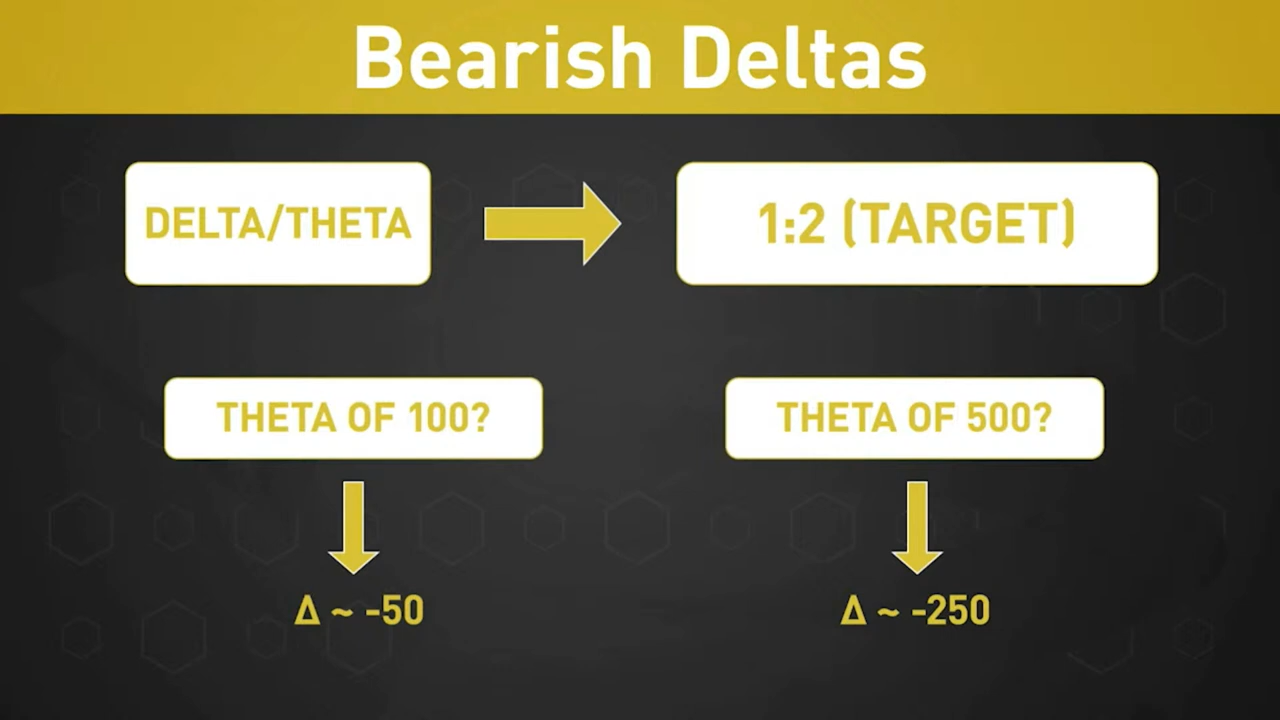 Bearish Deltas
DELTA/THETA
1:2 (TARGET)
THETA OF 100?
THETA OF 500?
Δ ~ -50
Δ ~ -250